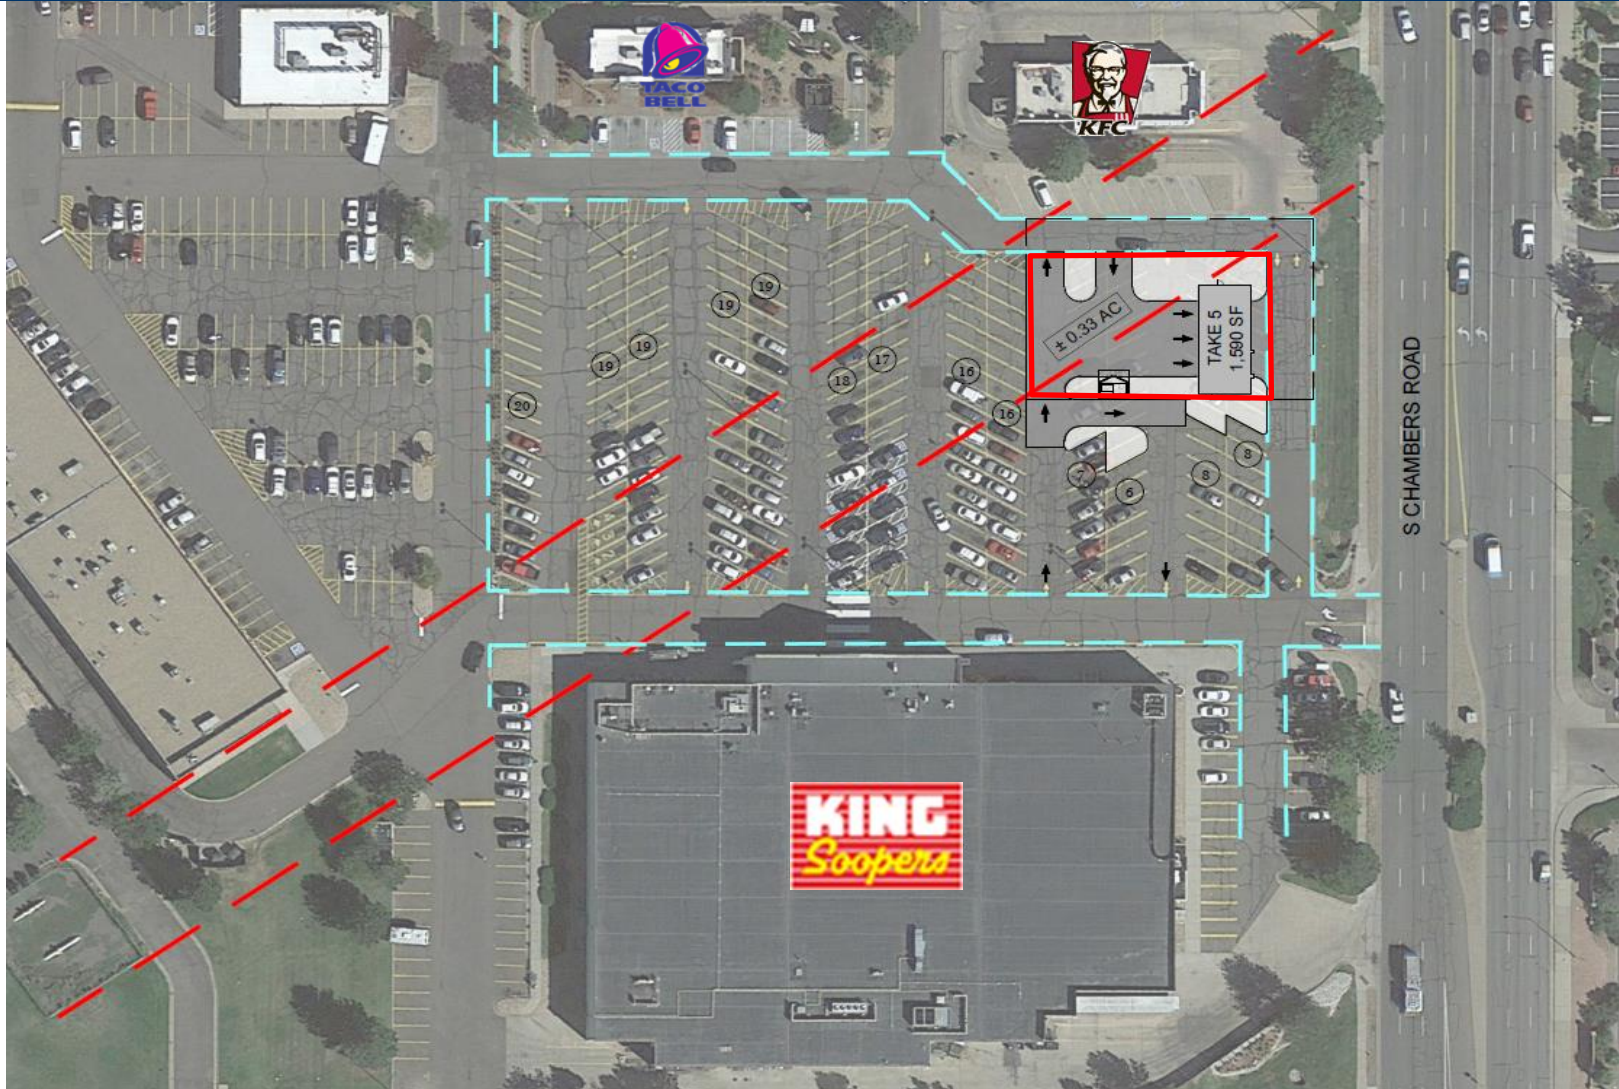 TACO
BELL
KFC
± 0.33 AC
TAKE 5
1,590 SF
S CHAMBERS ROAD
19
19
19
19
18
17
16
16
20
7
6
8
8
KING
Soopers